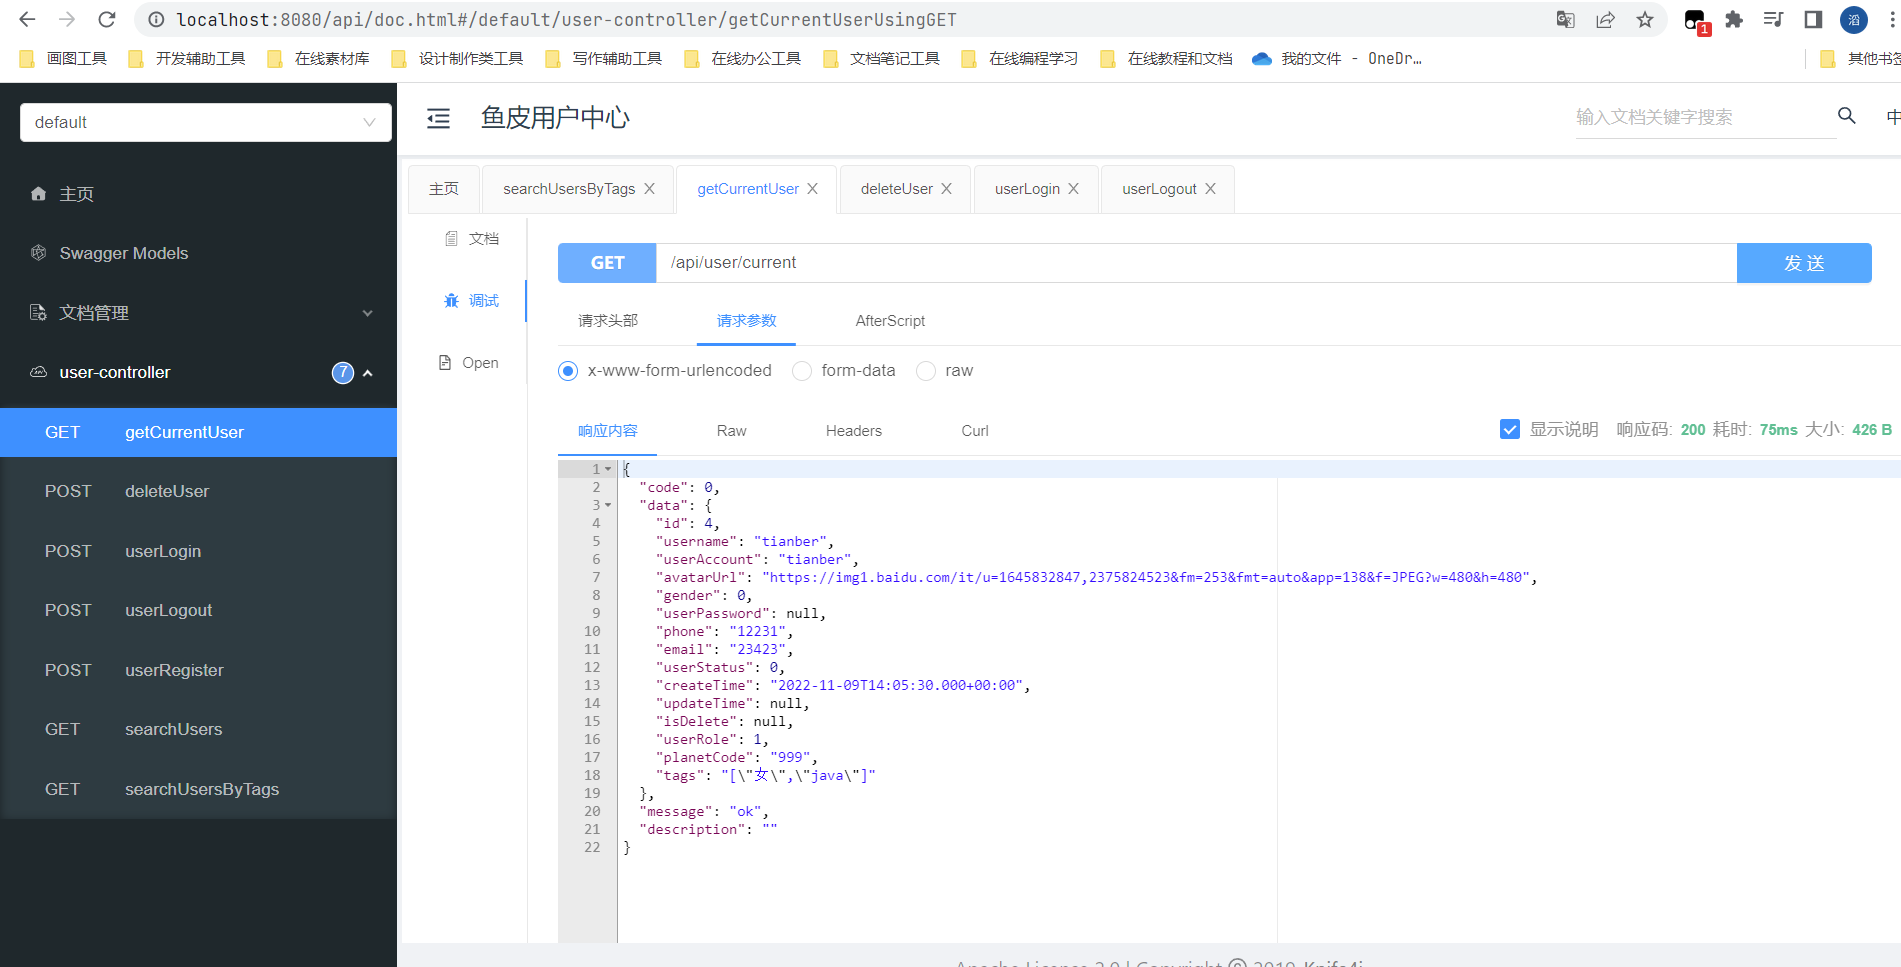 localhost:8080/api/doc.html#/default/user-controller/getCurrentUserUsingGET
1
滔
画图工具 开发辅助工具 在线素材库 设计制作类工具 写作辅助工具 在线办公工具 文档笔记工具 在线编程学习 在线教程和文档 我的文件 - OneDr... 其他书签
default
鱼皮用户中心
输入文档关键字搜索
中
主页 searchUsersByTags getCurrentUser deleteUser userLogin userLogout
主页
Swagger Models
文档管理
user-controller 7
GET getCurrentUser
POST deleteUser
POST userLogin
POST userLogout
POST userRegister
GET searchUsers
GET searchUsersByTags
文档
调试
Open
GET /api/user/current 发 送
请求头部 请求参数 AfterScript
x-www-form-urlencoded form-data raw
响应内容 Raw Headers Curl 显示说明 响应码: 200 耗时: 75ms 大小: 426 B
1 {
2 "code": 0,
3 "data": {
4 "id": 4,
5 "username": "tianber",
6 "userAccount": "tianber",
7 "avatarUrl": "https://img1.baidu.com/it/u=1645832847,2375824523&fm=253&fmt=auto&app=138&f=JPEG?w=480&h=480",
8 "gender": 0,
9 "userPassword": null,
10 "phone": "12231",
11 "email": "23423",
12 "userStatus": 0,
13 "createTime": "2022-11-09T14:05:30.000+00:00",
14 "updateTime": null,
15 "isDelete": null,
16 "userRole": 1,
17 "planetCode": "999",
18 "tags": "[\"女\",\"java\"]"
19 },
20 "message": "ok",
21 "description": ""
22 }
Apache License 2.0 | Copyright © 2019-Knife4j